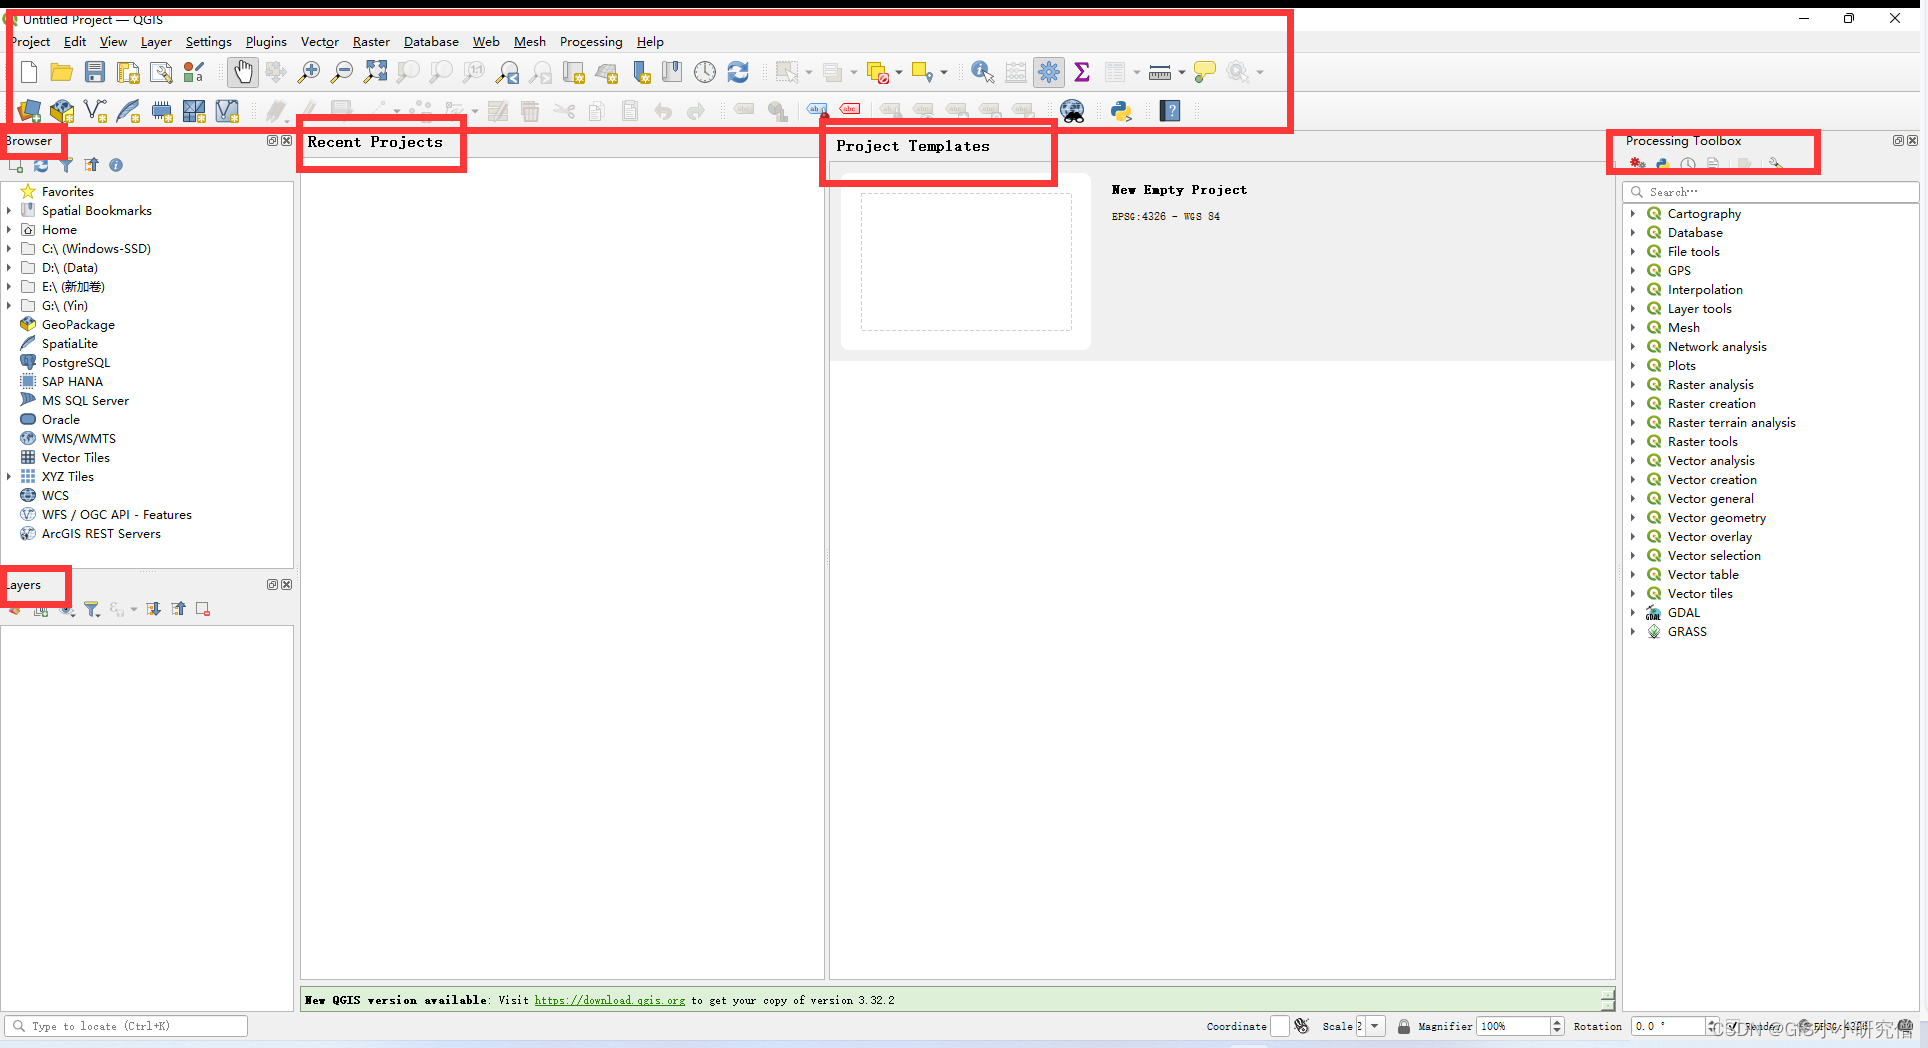 Untitled Project — QGIS
Project Edit View Layer Settings Plugins Vector Raster Database Web Mesh Processing Help
Browser
Recent Projects
Project Templates
Processing Toolbox
Favorites
Spatial Bookmarks
Home
C:\ (Windows-SSD)
D:\ (Data)
E:\ (新加卷)
G:\ (Yin)
GeoPackage
SpatiaLite
PostgreSQL
SAP HANA
MS SQL Server
Oracle
WMS/WMTS
Vector Tiles
XYZ Tiles
WCS
WFS / OGC API - Features
ArcGIS REST Servers
Layers
New Empty Project
EPSG:4326 - WGS 84
Search…
Cartography
Database
File tools
GPS
Interpolation
Layer tools
Mesh
Network analysis
Plots
Raster analysis
Raster creation
Raster terrain analysis
Raster tools
Vector analysis
Vector creation
Vector general
Vector geometry
Vector overlay
Vector selection
Vector table
Vector tiles
GDAL
GRASS
New QGIS version available: Visit https://download.qgis.org to get your copy of version 3.32.2
Type to locate (Ctrl+K)
Coordinate Scale 2 Magnifier 100% Rotation 0.0 ° Render EPSG:4326
CSDN @GIS小小研究僧